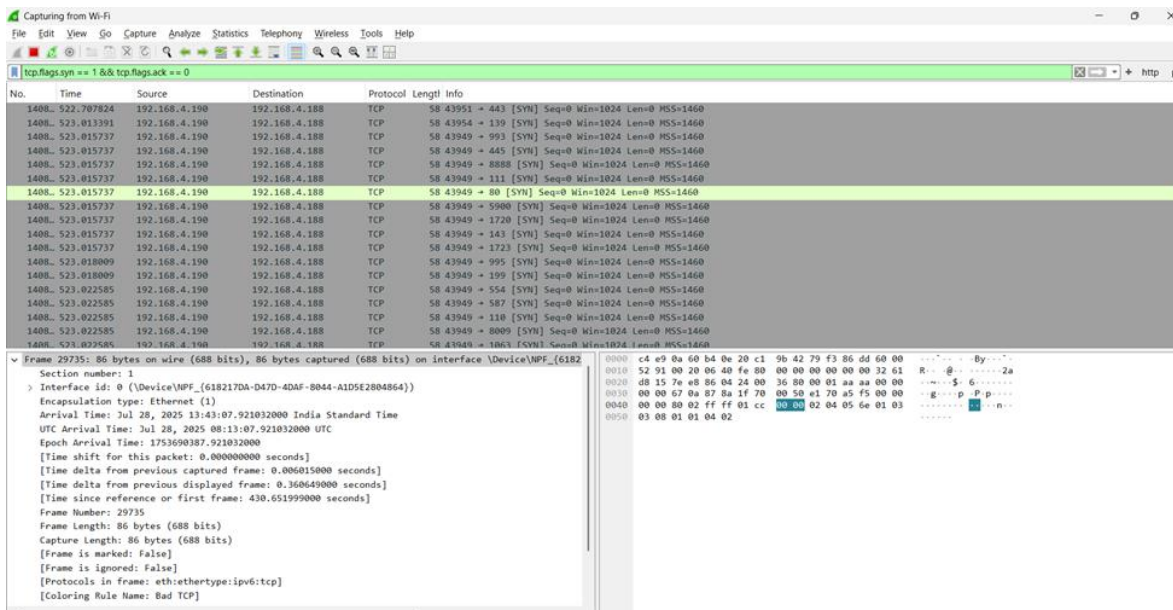 Capturing from Wi-Fi
File Edit View Go Capture Analyze Statistics Telephony Wireless Tools Help
tcp.flags.syn == 1 && tcp.flags.ack == 0
+ http
No. Time Source Destination Protocol Lengtl Info
1408… 522.707824 192.168.4.190 192.168.4.188 TCP 58 43951 → 443 [SYN] Seq=0 Win=1024 Len=0 MSS=1460
1408… 523.013391 192.168.4.190 192.168.4.188 TCP 58 43954 → 139 [SYN] Seq=0 Win=1024 Len=0 MSS=1460
1408… 523.015737 192.168.4.190 192.168.4.188 TCP 58 43949 → 993 [SYN] Seq=0 Win=1024 Len=0 MSS=1460
1408… 523.015737 192.168.4.190 192.168.4.188 TCP 58 43949 → 445 [SYN] Seq=0 Win=1024 Len=0 MSS=1460
1408… 523.015737 192.168.4.190 192.168.4.188 TCP 58 43949 → 8888 [SYN] Seq=0 Win=1024 Len=0 MSS=1460
1408… 523.015737 192.168.4.190 192.168.4.188 TCP 58 43949 → 111 [SYN] Seq=0 Win=1024 Len=0 MSS=1460
1408… 523.015737 192.168.4.190 192.168.4.188 TCP 58 43949 → 80 [SYN] Seq=0 Win=1024 Len=0 MSS=1460
1408… 523.015737 192.168.4.190 192.168.4.188 TCP 58 43949 → 5900 [SYN] Seq=0 Win=1024 Len=0 MSS=1460
1408… 523.015737 192.168.4.190 192.168.4.188 TCP 58 43949 → 1720 [SYN] Seq=0 Win=1024 Len=0 MSS=1460
1408… 523.015737 192.168.4.190 192.168.4.188 TCP 58 43949 → 143 [SYN] Seq=0 Win=1024 Len=0 MSS=1460
1408… 523.015737 192.168.4.190 192.168.4.188 TCP 58 43949 → 1723 [SYN] Seq=0 Win=1024 Len=0 MSS=1460
1408… 523.018009 192.168.4.190 192.168.4.188 TCP 58 43949 → 995 [SYN] Seq=0 Win=1024 Len=0 MSS=1460
1408… 523.018009 192.168.4.190 192.168.4.188 TCP 58 43949 → 199 [SYN] Seq=0 Win=1024 Len=0 MSS=1460
1408… 523.022585 192.168.4.190 192.168.4.188 TCP 58 43949 → 554 [SYN] Seq=0 Win=1024 Len=0 MSS=1460
1408… 523.022585 192.168.4.190 192.168.4.188 TCP 58 43949 → 587 [SYN] Seq=0 Win=1024 Len=0 MSS=1460
1408… 523.022585 192.168.4.190 192.168.4.188 TCP 58 43949 → 110 [SYN] Seq=0 Win=1024 Len=0 MSS=1460
1408… 523.022585 192.168.4.190 192.168.4.188 TCP 58 43949 → 8009 [SYN] Seq=0 Win=1024 Len=0 MSS=1460
1408… 523.022585 192.168.4.190 192.168.4.188 TCP 58 43949 → 1063 [SYN] Seq=0 Win=1024 Len=0 MSS=1460
Frame 29735: 86 bytes on wire (688 bits), 86 bytes captured (688 bits) on interface \Device\NPF_{6182
Section number: 1
Interface id: 0 (\Device\NPF_{618217DA-D47D-4DAF-8044-A1D5E2804864})
Encapsulation type: Ethernet (1)
Arrival Time: Jul 28, 2025 13:43:07.921032000 India Standard Time
UTC Arrival Time: Jul 28, 2025 08:13:07.921032000 UTC
Epoch Arrival Time: 1753690387.921032000
[Time shift for this packet: 0.000000000 seconds]
[Time delta from previous captured frame: 0.006015000 seconds]
[Time delta from previous displayed frame: 0.360649000 seconds]
[Time since reference or first frame: 430.651999000 seconds]
Frame Number: 29735
Frame Length: 86 bytes (688 bits)
Capture Length: 86 bytes (688 bits)
[Frame is marked: False]
[Frame is ignored: False]
[Protocols in frame: eth:ethertype:ipv6:tcp]
[Coloring Rule Name: Bad TCP]
0000 c4 e9 0a 60 b4 0e 20 c1 9b 42 79 f3 86 dd 60 00 ···`·· ··By···`·
0010 52 91 00 20 06 40 fe 80 00 00 00 00 00 00 32 61 R·· ·@········2a
0020 d8 15 7e e8 86 04 24 00 36 80 00 01 aa aa 00 00 ··~···$·6·······
0030 00 00 67 0a 87 8a 1f 70 00 50 e1 70 a5 f5 00 00 ··g····p·P·p····
0040 00 00 80 02 ff ff 01 cc 00 00 02 04 05 6e 01 03 ·············n··
0050 03 08 01 01 04 02 ······